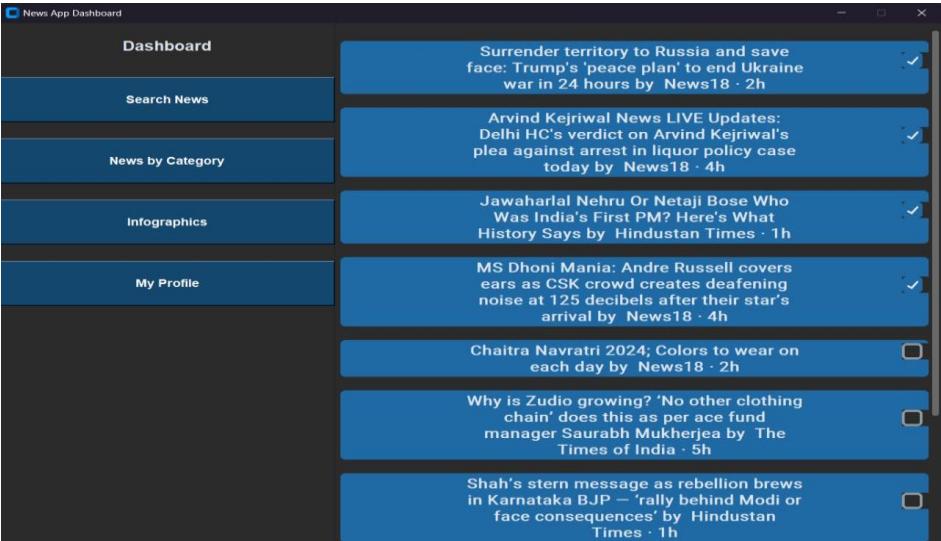 News App Dashboard
Dashboard
Search News
News by Category
Infographics
My Profile
Surrender territory to Russia and save
face: Trump's 'peace plan' to end Ukraine
war in 24 hours by  News18 · 2h
Arvind Kejriwal News LIVE Updates:
Delhi HC's verdict on Arvind Kejriwal's
plea against arrest in liquor policy case
today by  News18 · 4h
Jawaharlal Nehru Or Netaji Bose Who
Was India's First PM? Here's What
History Says by  Hindustan Times · 1h
MS Dhoni Mania: Andre Russell covers
ears as CSK crowd creates deafening
noise at 125 decibels after their star’s
arrival by  News18 · 4h
Chaitra Navratri 2024; Colors to wear on
each day by  News18 · 2h
Why is Zudio growing? ‘No other clothing
chain’ does this as per ace fund
manager Saurabh Mukherjea by  The
Times of India · 5h
Shah’s stern message as rebellion brews
in Karnataka BJP — ‘rally behind Modi or
face consequences’ by  Hindustan
Times · 1h